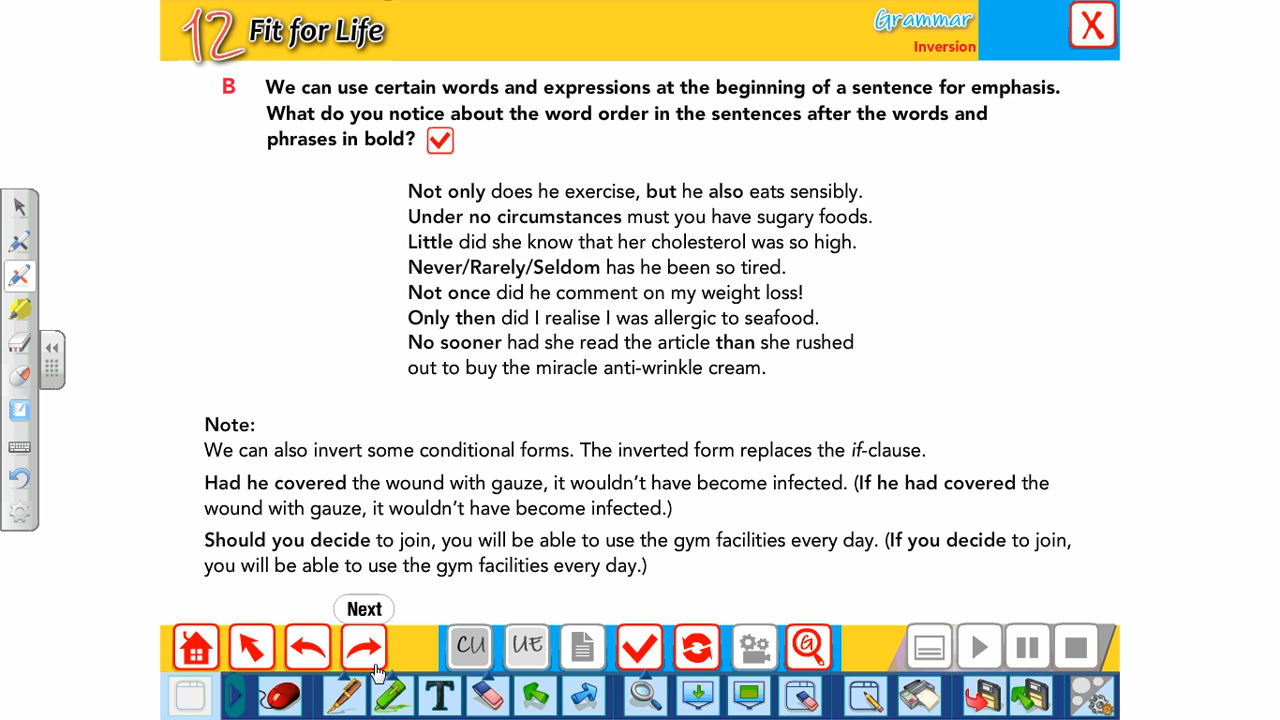 12 Fit for Life
Grammar
Inversion
X
B We can use certain words and expressions at the beginning of a sentence for emphasis.
What do you notice about the word order in the sentences after the words and
phrases in bold?
Not only does he exercise, but he also eats sensibly.
Under no circumstances must you have sugary foods.
Little did she know that her cholesterol was so high.
Never/Rarely/Seldom has he been so tired.
Not once did he comment on my weight loss!
Only then did I realise I was allergic to seafood.
No sooner had she read the article than she rushed
out to buy the miracle anti-wrinkle cream.
Note:
We can also invert some conditional forms. The inverted form replaces the if-clause.
Had he covered the wound with gauze, it wouldn't have become infected. (If he had covered the
wound with gauze, it wouldn't have become infected.)
Should you decide to join, you will be able to use the gym facilities every day. (If you decide to join,
you will be able to use the gym facilities every day.)
Next
CU UE G
T